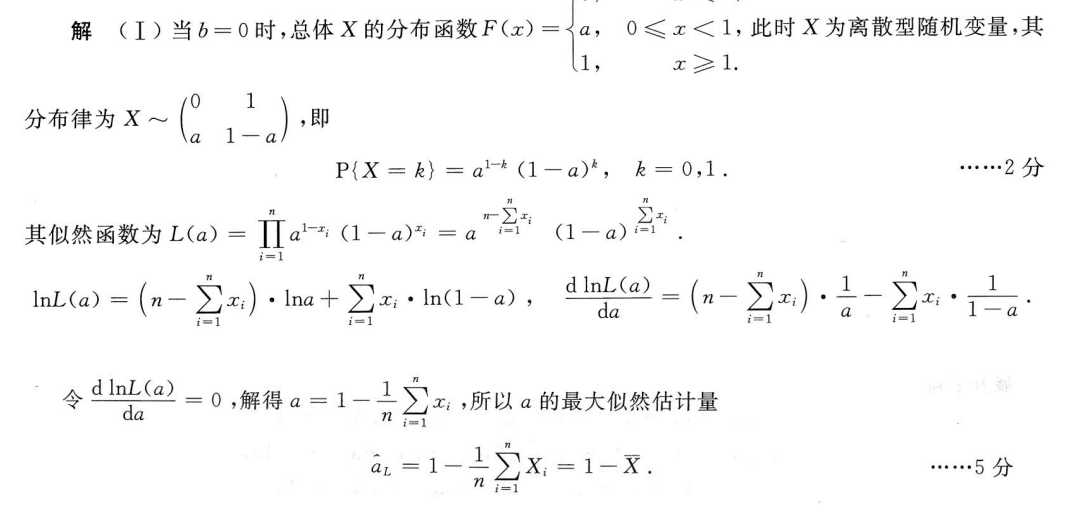 解 （Ⅰ）当 b=0 时,总体 X 的分布函数 F(x)= { a, 0≤x<1, 此时 X 为离散型随机变量,其
1, x≥1.
分布律为 X～(0 1; a 1-a),即
P{X=k}=a^{1-k}(1-a)^k, k=0,1. ……2 分
其似然函数为 L(a)=∏_{i=1}^{n} a^{1-x_i}(1-a)^{x_i}=a^{n-∑_{i=1}^{n}x_i}(1-a)^{∑_{i=1}^{n}x_i}.
lnL(a)=(n-∑_{i=1}^{n}x_i)·lna+∑_{i=1}^{n}x_i·ln(1-a), d lnL(a)/da=(n-∑_{i=1}^{n}x_i)·1/a-∑_{i=1}^{n}x_i·1/(1-a).
令 d lnL(a)/da=0,解得 a=1-1/n ∑_{i=1}^{n}x_i,所以 a 的最大似然估计量
â_L=1-1/n ∑_{i=1}^{n}X_i=1-X̄. ……5 分